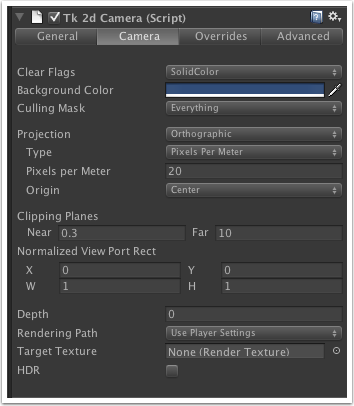 Tk 2d Camera (Script)
General Camera Overrides Advanced
Clear Flags SolidColor
Background Color
Culling Mask Everything
Projection Orthographic
Type Pixels Per Meter
Pixels per Meter 20
Origin Center
Clipping Planes
Near 0.3 Far 10
Normalized View Port Rect
X 0 Y 0
W 1 H 1
Depth 0
Rendering Path Use Player Settings
Target Texture None (Render Texture)
HDR